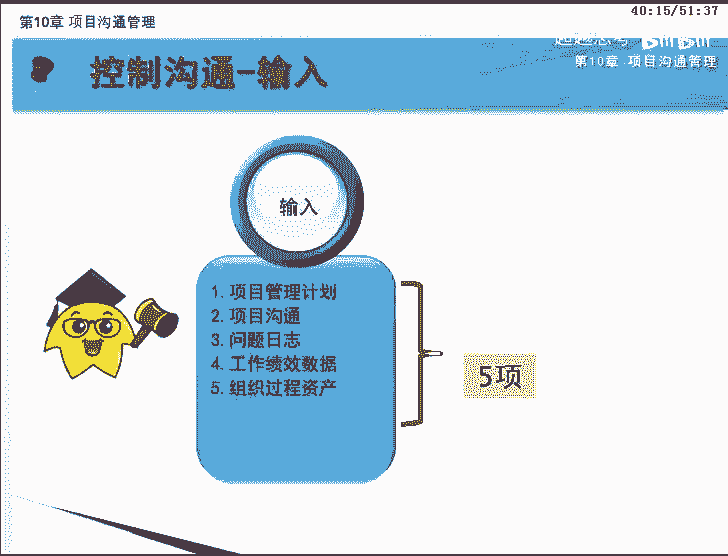 40:15/51:37
第10章 项目沟通管理
第10章 项目沟通管理
控制沟通-输入
输入
1. 项目管理计划
2. 项目沟通
3. 问题日志
4. 工作绩效数据
5. 组织过程资产
5项